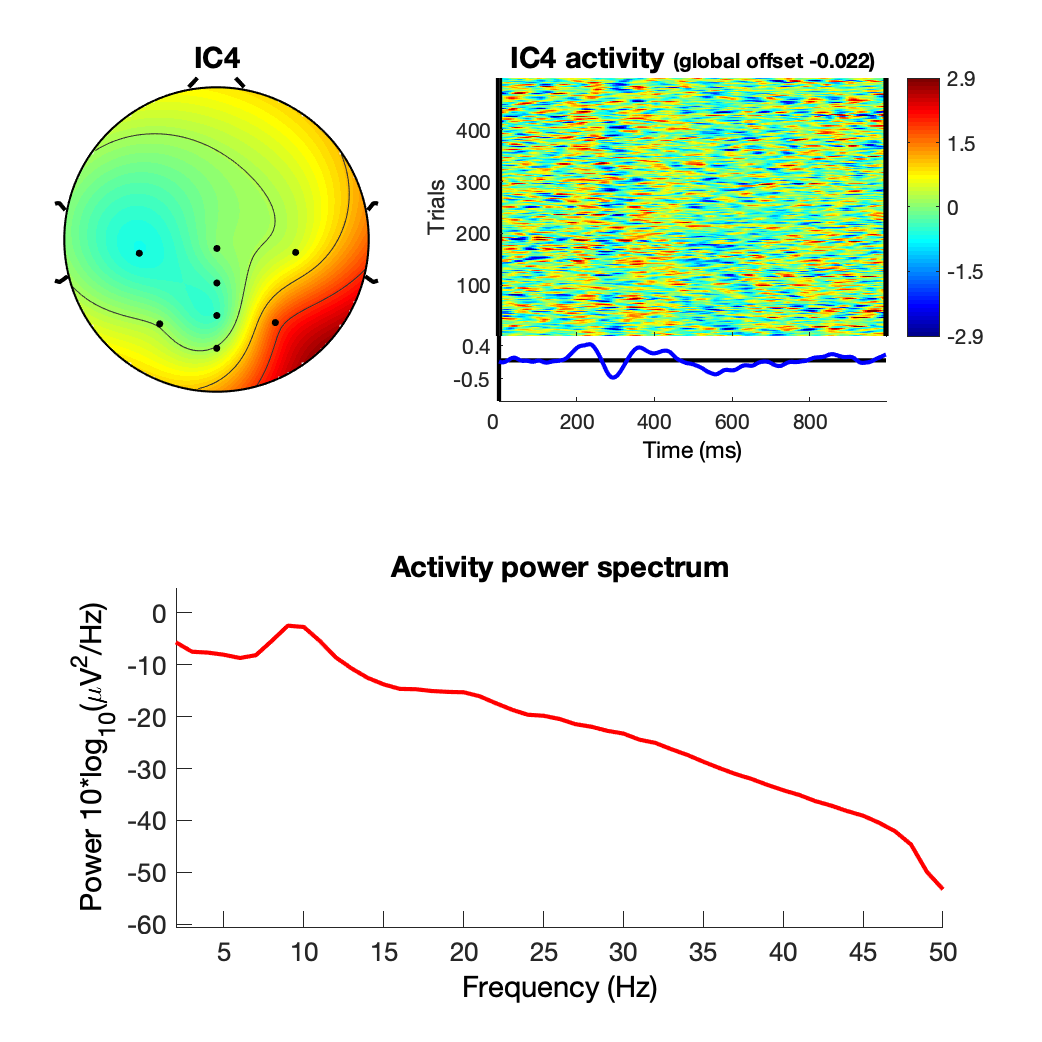 IC4
IC4 activity (global offset -0.022)
400
300
200
100
Trials
2.9
1.5
0
-1.5
-2.9
0.4
-0.5
0 200 400 600 800
Time (ms)
Activity power spectrum
0
-10
-20
-30
-40
-50
-60
Power 10*log10(μV2/Hz)
5 10 15 20 25 30 35 40 45 50
Frequency (Hz)